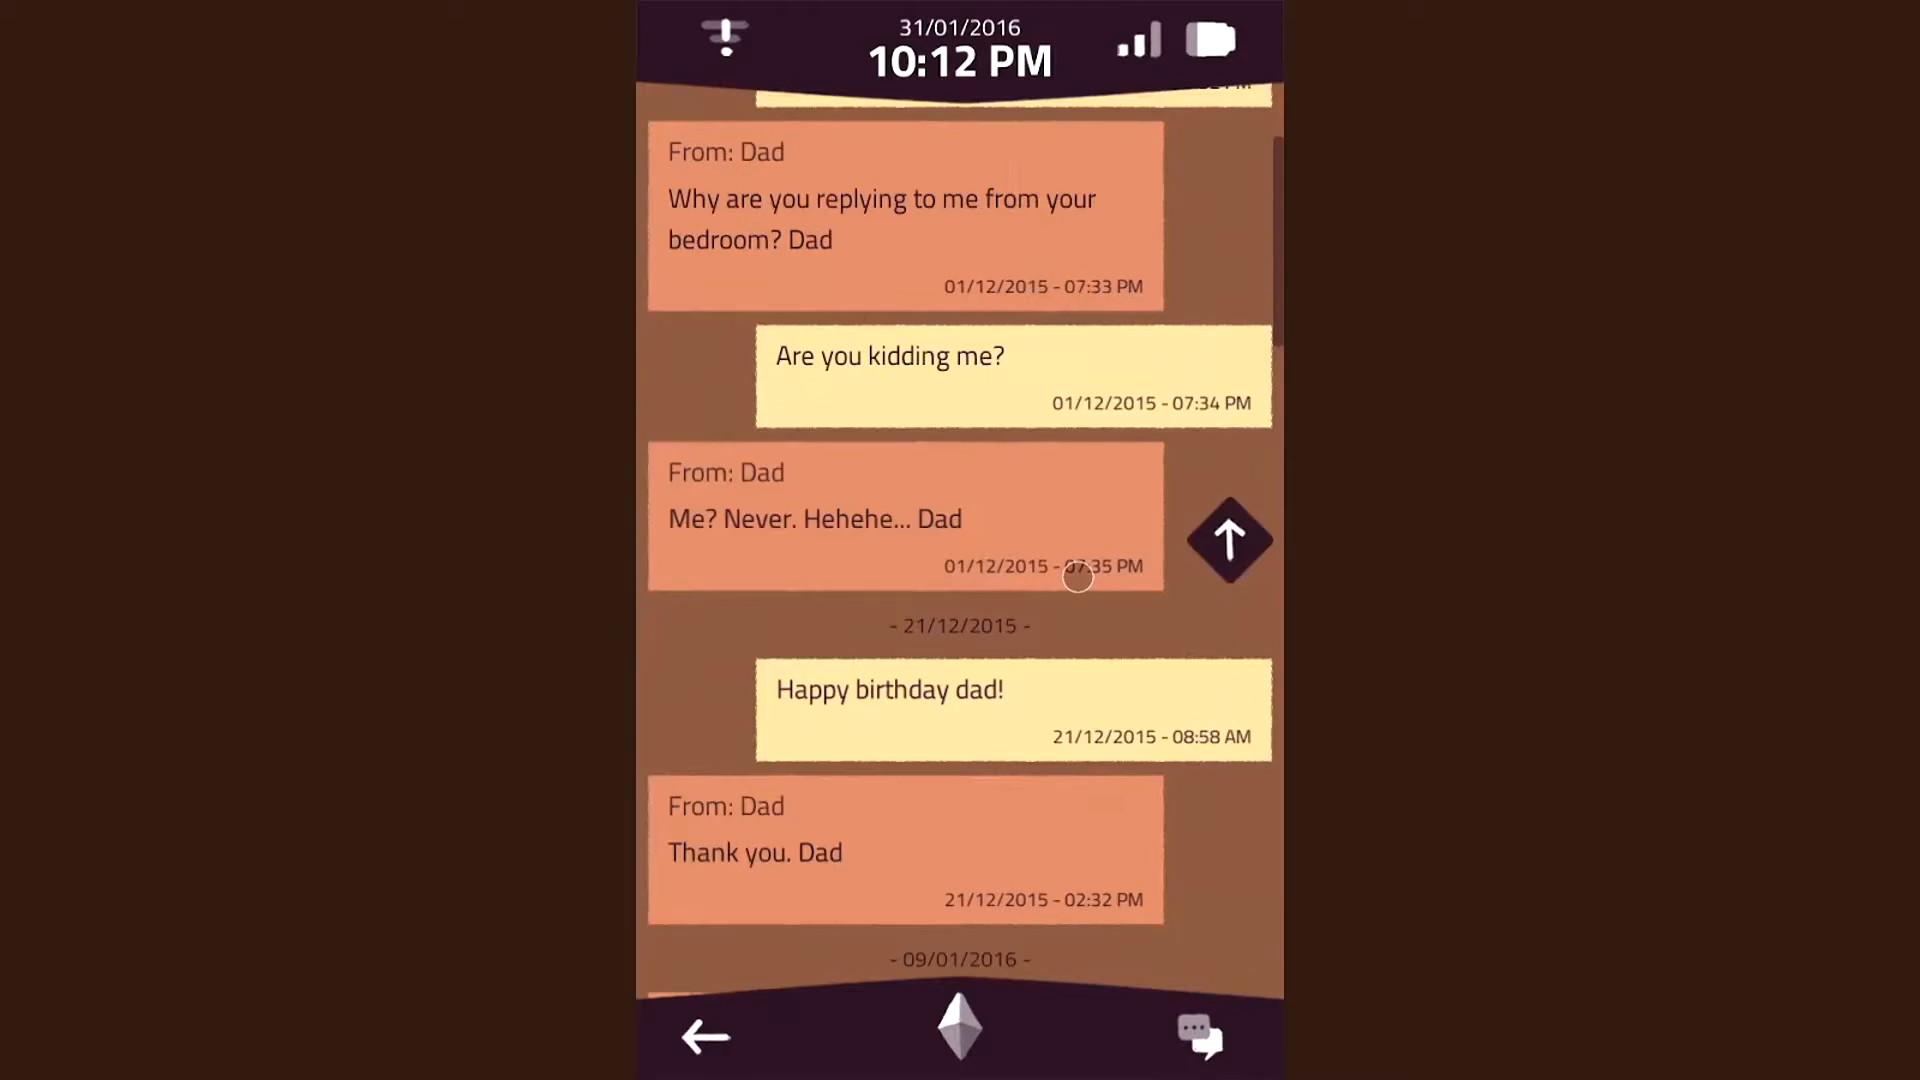 31/01/2016
10:12 PM
From: Dad
Why are you replying to me from your
bedroom? Dad
01/12/2015 - 07:33 PM
Are you kidding me?
01/12/2015 - 07:34 PM
From: Dad
Me? Never. Hehehe... Dad
01/12/2015 - 07:35 PM
- 21/12/2015 -
Happy birthday dad!
21/12/2015 - 08:58 AM
From: Dad
Thank you. Dad
21/12/2015 - 02:32 PM
- 09/01/2016 -